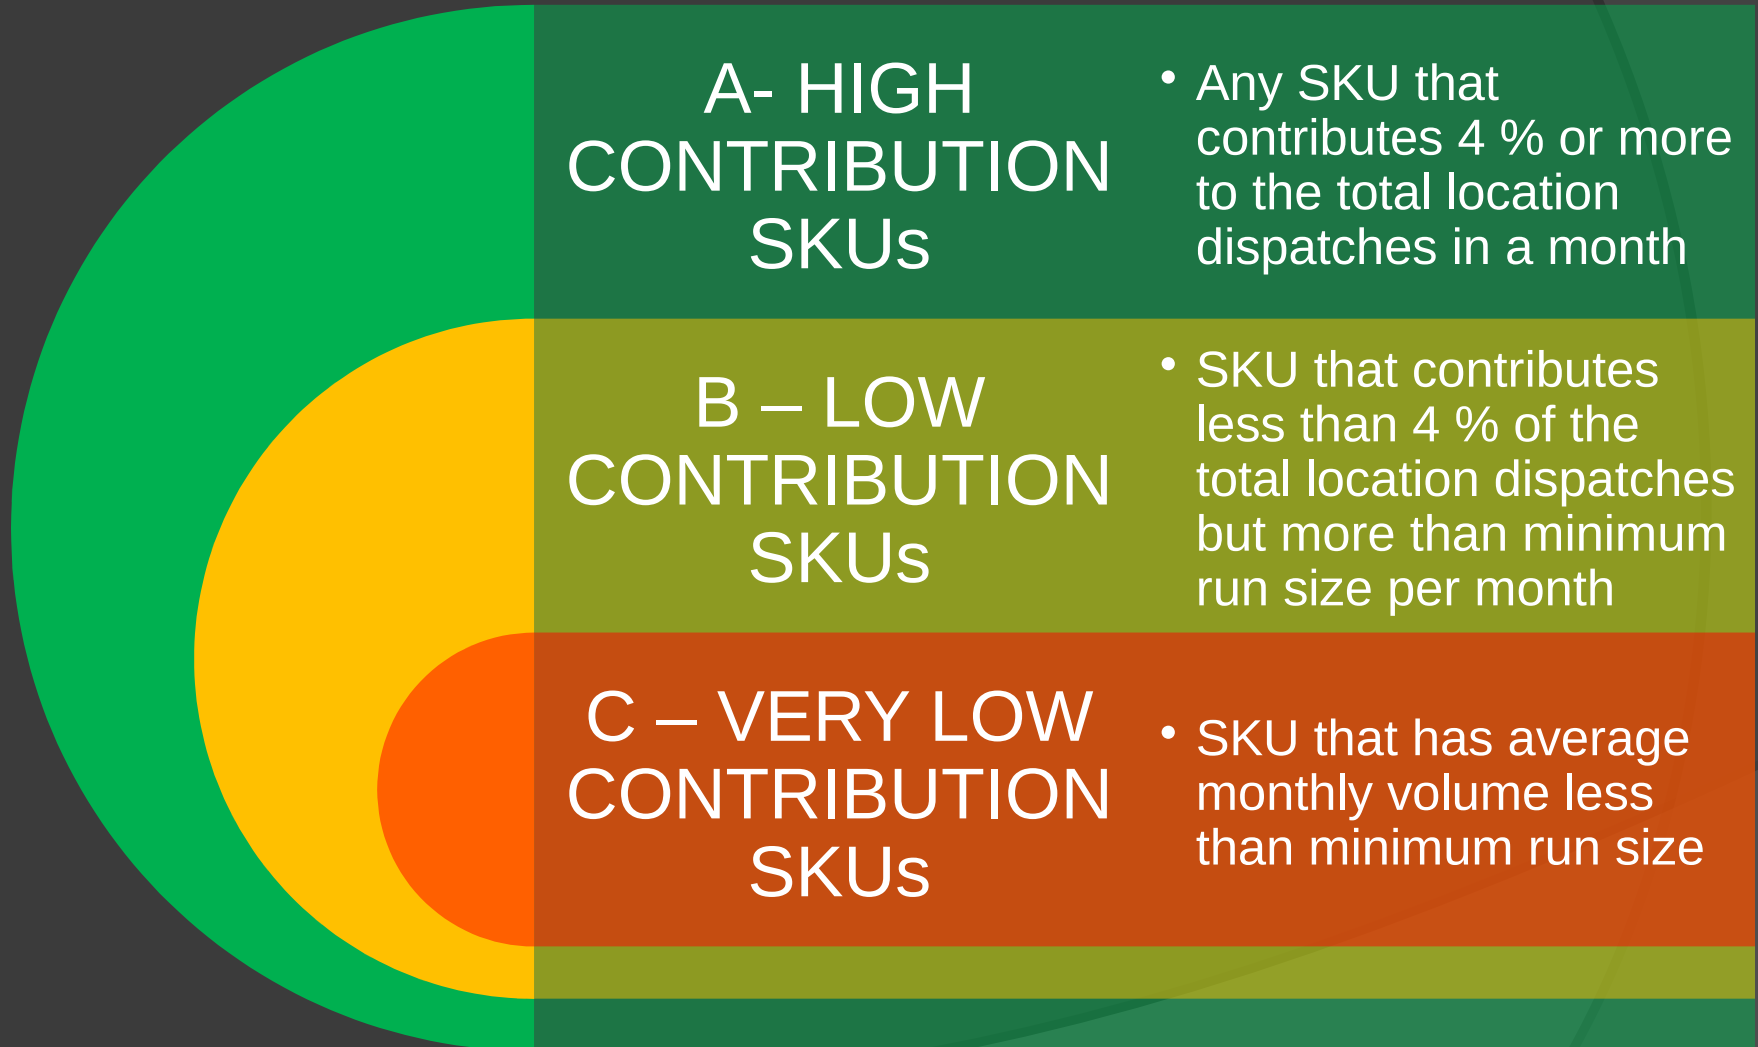 A- HIGH
CONTRIBUTION
SKUs
• Any SKU that
contributes 4 % or more
to the total location
dispatches in a month
B – LOW
CONTRIBUTION
SKUs
• SKU that contributes
less than 4 % of the
total location dispatches
but more than minimum
run size per month
C – VERY LOW
CONTRIBUTION
SKUs
• SKU that has average
monthly volume less
than minimum run size